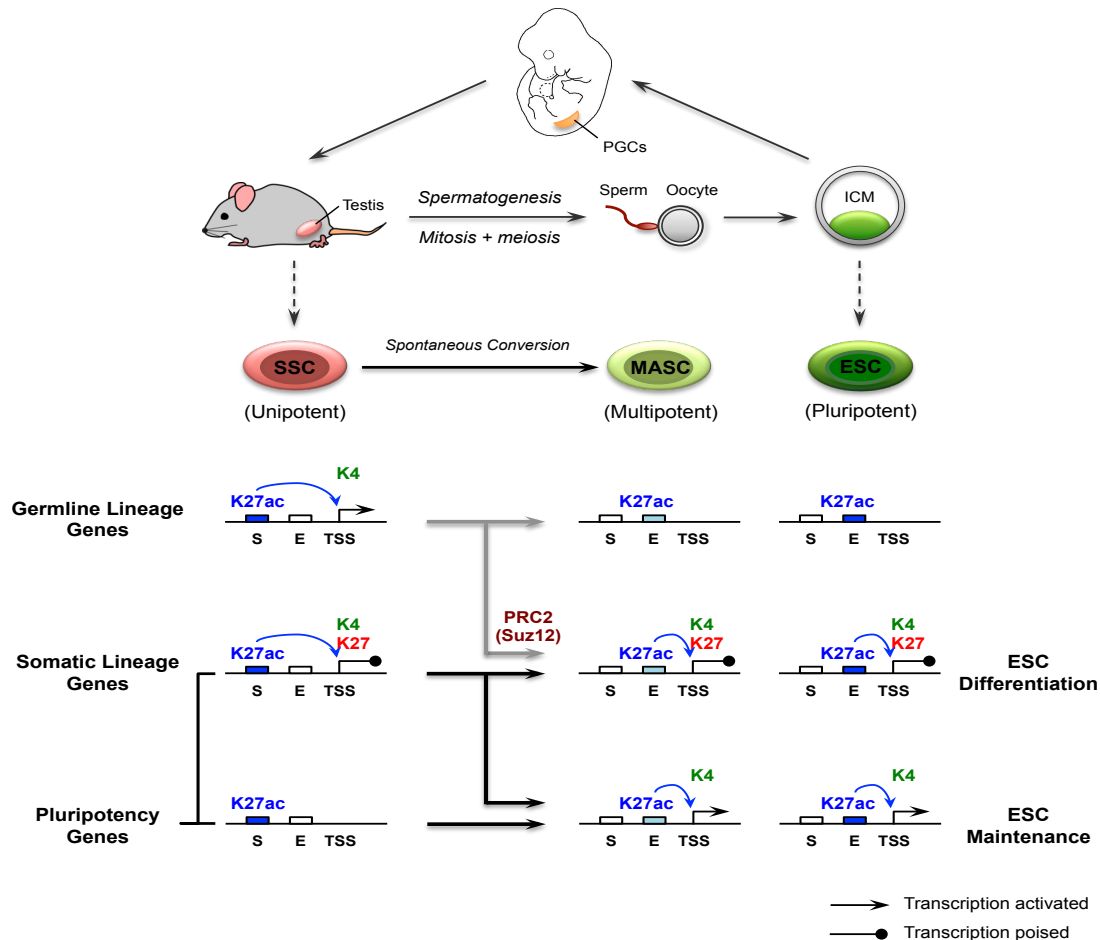 PGCs
Testis
Spermatogenesis
Mitosis + meiosis
Sperm Oocyte
ICM
SSC
Spontaneous Conversion
MASC
ESC
(Unipotent)
(Multipotent)
(Pluripotent)
Germline Lineage
Genes
K4
K27ac
S E TSS
K27ac
S E TSS
K27ac
S E TSS
PRC2
(Suz12)
Somatic Lineage
Genes
K4
K27
K27ac
S E TSS
K4
K27
K27ac
S E TSS
K4
K27
K27ac
S E TSS
ESC
Differentiation
Pluripotency
Genes
K27ac
S E TSS
K4
K27ac
S E TSS
K4
K27ac
S E TSS
ESC
Maintenance
Transcription activated
Transcription poised